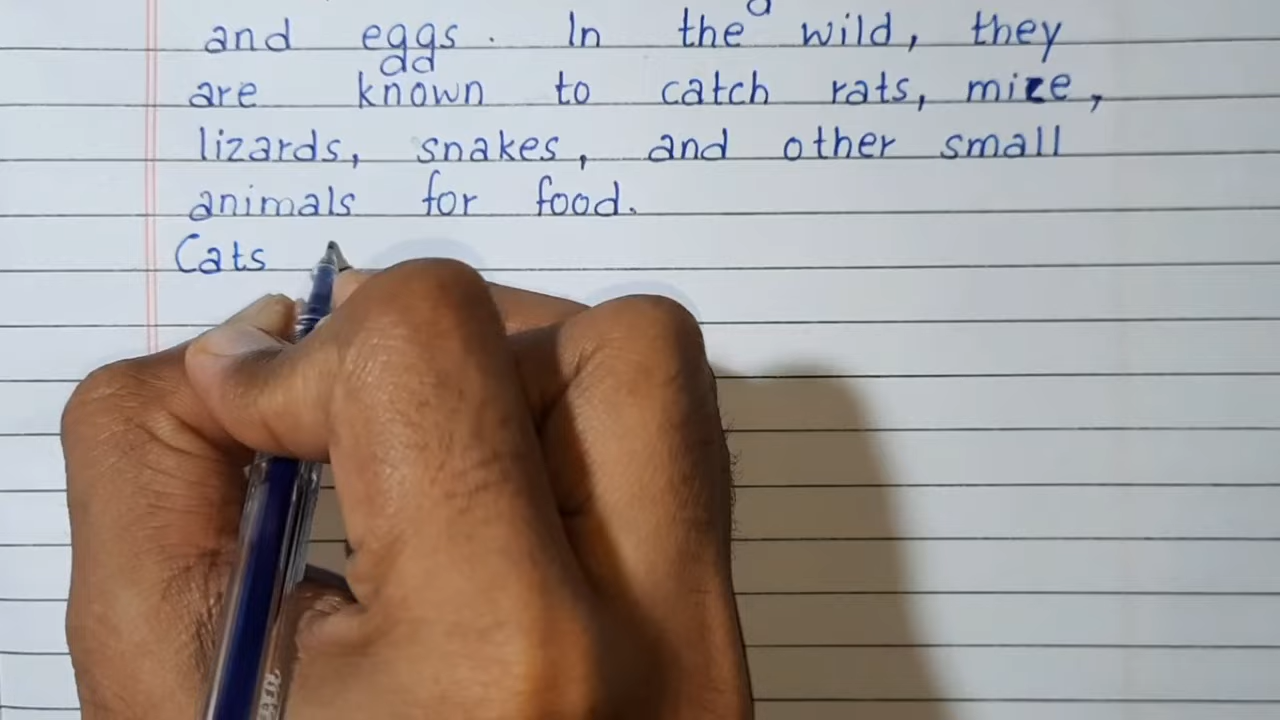 and eggs. In the wild, they
are known to catch rats, mice,
lizards, snakes, and other small
animals for food.
Cats